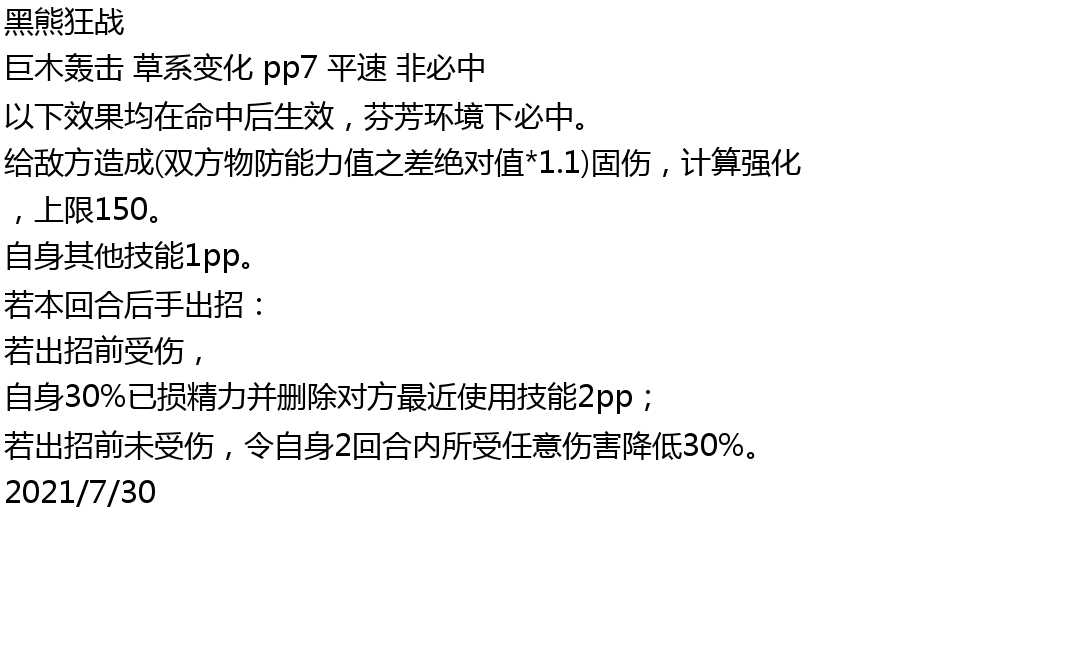 黑熊狂战
巨木轰击 草系变化 pp7 平速 非必中
以下效果均在命中后生效，芬芳环境下必中。
给敌方造成(双方物防能力值之差绝对值*1.1)固伤，计算强化
，上限150。
自身其他技能1pp。
若本回合后手出招：
若出招前受伤，
自身30%已损精力并删除对方最近使用技能2pp；
若出招前未受伤，令自身2回合内所受任意伤害降低30%。
2021/7/30